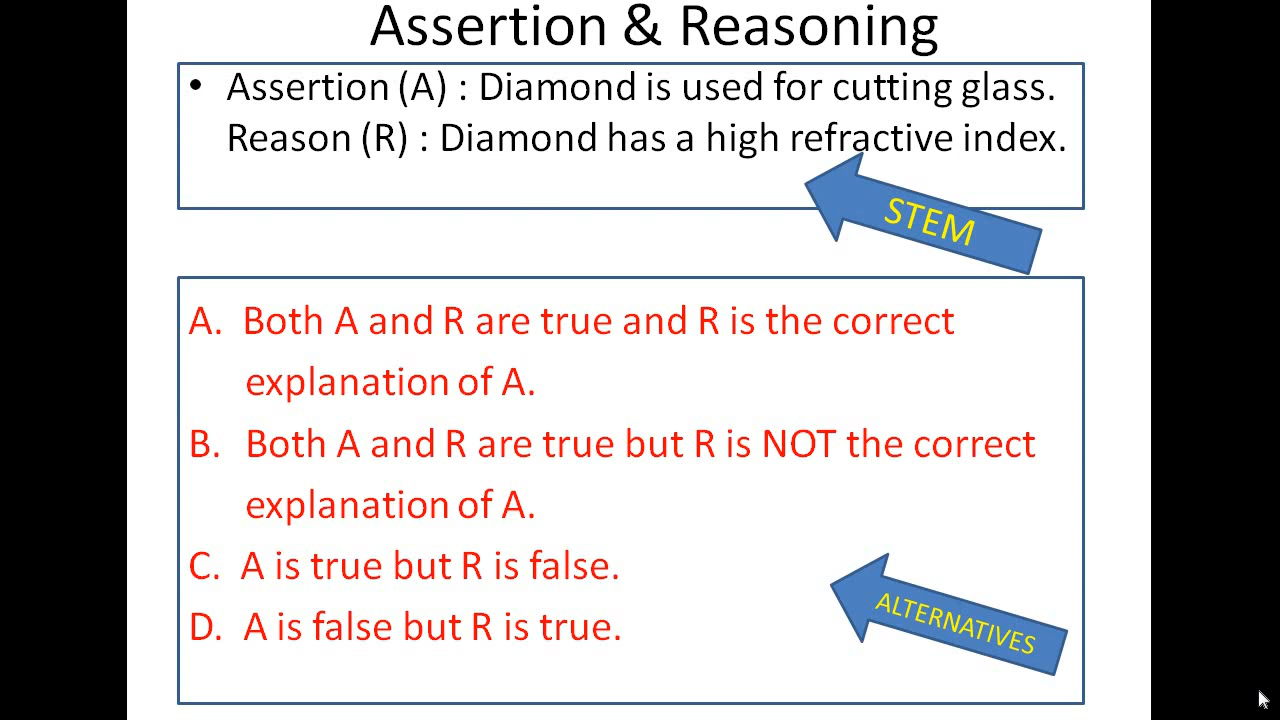 Assertion & Reasoning
• Assertion (A) : Diamond is used for cutting glass.
Reason (R) : Diamond has a high refractive index.
STEM
A. Both A and R are true and R is the correct
explanation of A.
B. Both A and R are true but R is NOT the correct
explanation of A.
C. A is true but R is false.
D. A is false but R is true.
ALTERNATIVES